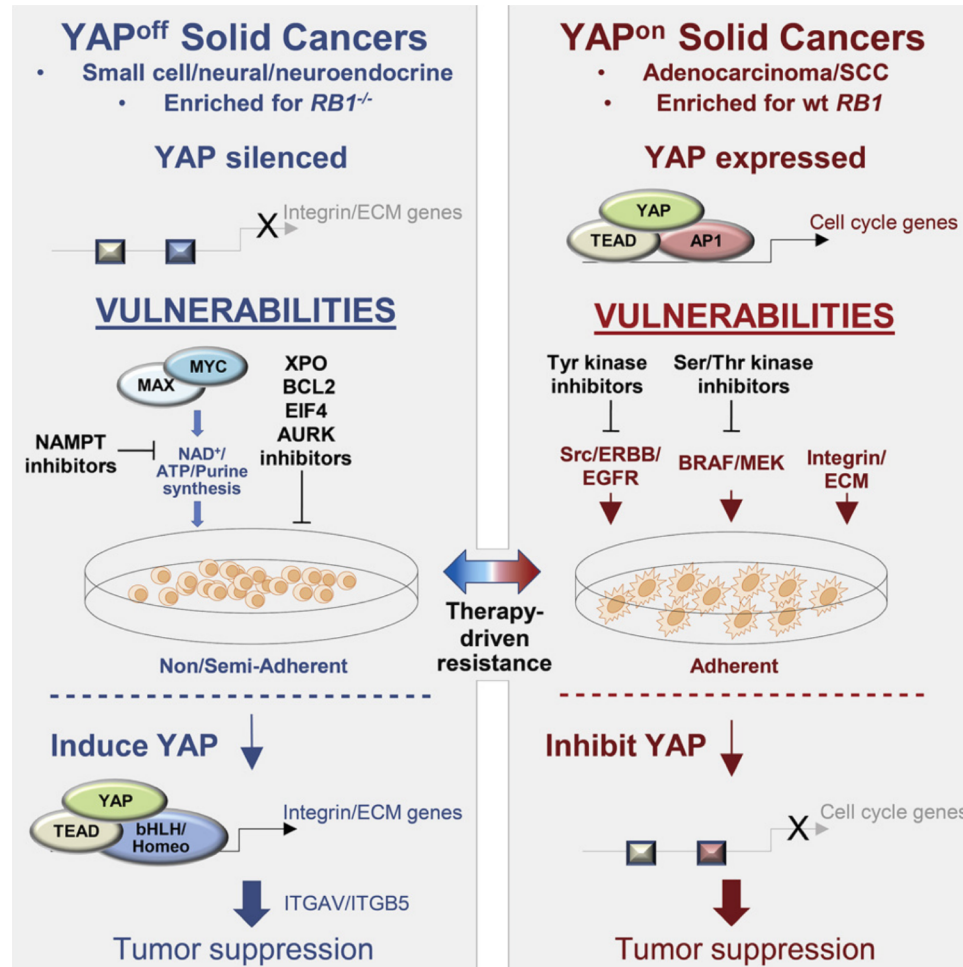 YAPoff Solid Cancers
• Small cell/neural/neuroendocrine
• Enriched for RB1-/-
YAP silenced
X
Integrin/ECM genes
VULNERABILITIES
MYC
MAX
XPO
BCL2
EIF4
AURK
inhibitors
NAMPT
inhibitors
NAD+/
ATP/Purine
synthesis
Non/Semi-Adherent
Induce YAP
YAP
TEAD
bHLH/
Homeo
Integrin/ECM genes
ITGAV/ITGB5
Tumor suppression
Therapy-
driven
resistance
YAPon Solid Cancers
• Adenocarcinoma/SCC
• Enriched for wt RB1
YAP expressed
YAP
TEAD
AP1
Cell cycle genes
VULNERABILITIES
Tyr kinase
inhibitors
Ser/Thr kinase
inhibitors
Src/ERBB/
EGFR
BRAF/MEK
Integrin/
ECM
Adherent
Inhibit YAP
X
Cell cycle genes
Tumor suppression